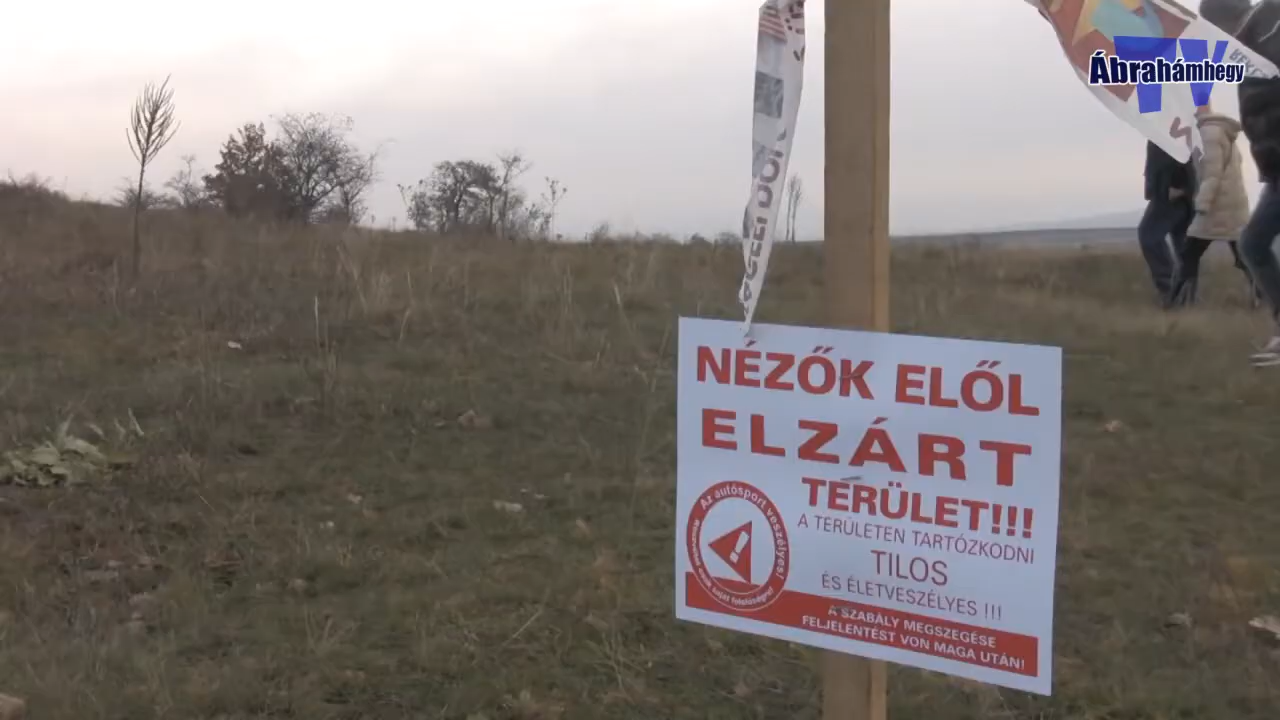 TV
Ábrahámhegy
NÉZŐK ELŐL
ELZÁRT
TERÜLET!!!
A TERÜLETEN TARTÓZKODNI
TILOS
ÉS ÉLETVESZÉLYES !!!
Az autósport veszélyes!
A SZABÁLY MEGSZEGÉSE
FELJELENTÉST VON MAGA UTÁN!